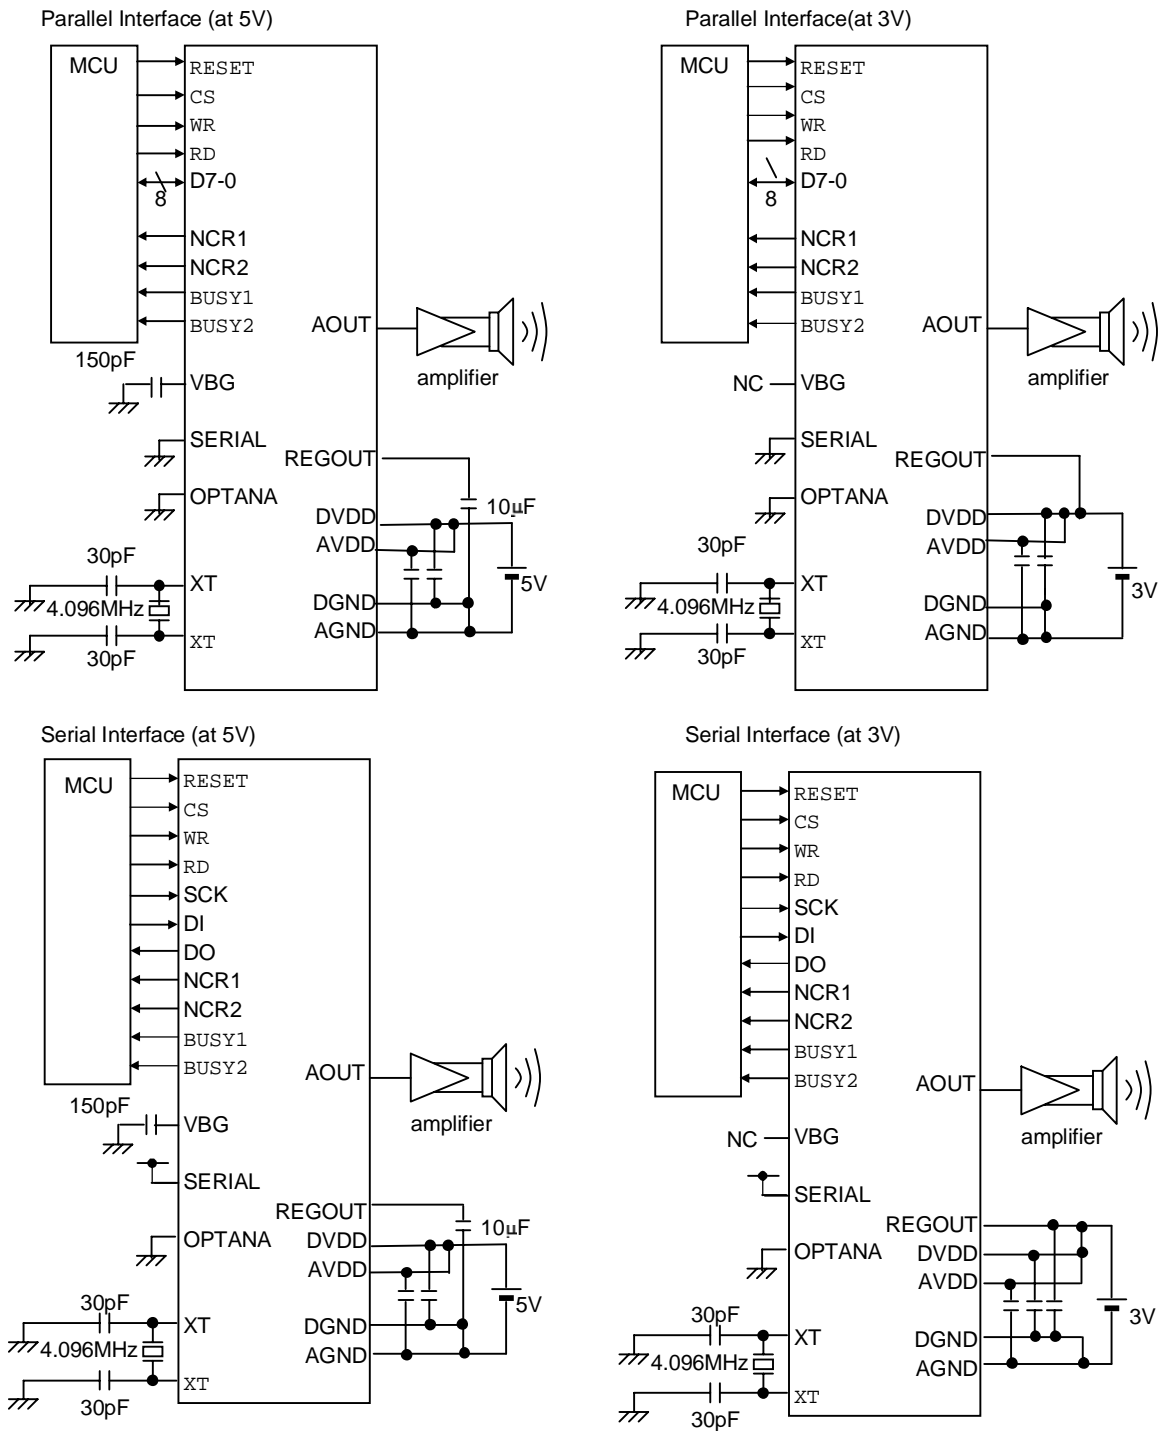 Parallel Interface (at 5V)
MCU
RESET
CS
WR
RD
D7-0
8
NCR1
NCR2
BUSY1
BUSY2
AOUT
amplifier
150pF
VBG
SERIAL
REGOUT
OPTANA
10µF
DVDD
AVDD
30pF
XT
4.096MHz
5V
DGND
AGND
XT
30pF
Parallel Interface(at 3V)
MCU
RESET
CS
WR
RD
D7-0
8
NCR1
NCR2
BUSY1
BUSY2
AOUT
amplifier
NC
VBG
SERIAL
REGOUT
OPTANA
DVDD
AVDD
30pF
XT
4.096MHz
3V
DGND
AGND
XT
30pF
Serial Interface (at 5V)
MCU
RESET
CS
WR
RD
SCK
DI
DO
NCR1
NCR2
BUSY1
BUSY2
AOUT
amplifier
150pF
VBG
SERIAL
REGOUT
10µF
OPTANA
DVDD
AVDD
30pF
XT
4.096MHz
5V
DGND
AGND
XT
30pF
Serial Interface (at 3V)
MCU
RESET
CS
WR
RD
SCK
DI
DO
NCR1
NCR2
BUSY1
BUSY2
AOUT
amplifier
NC
VBG
SERIAL
REGOUT
OPTANA
DVDD
AVDD
30pF
XT
4.096MHz
3V
DGND
AGND
XT
30pF